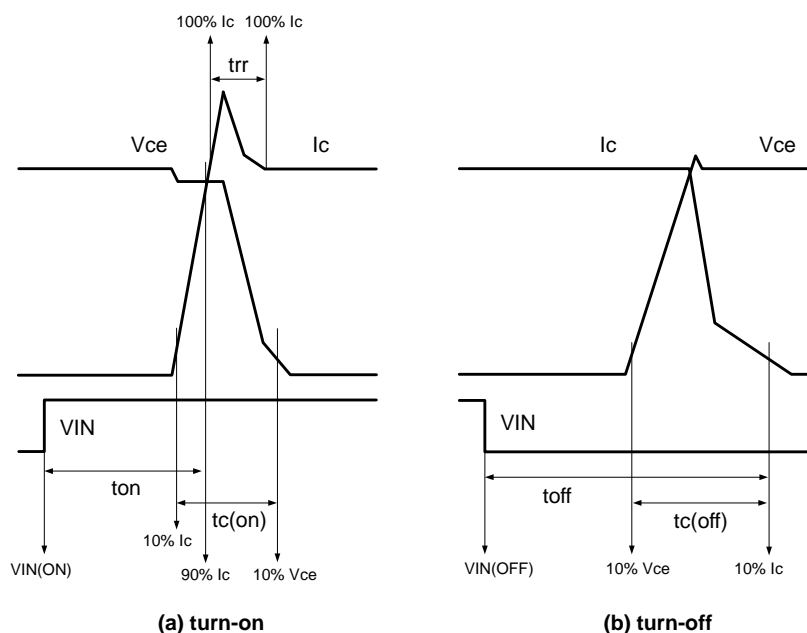 100% Ic 100% Ic
trr
Vce Ic
VIN
ton
tc(on)
10% Ic
VIN(ON) 90% Ic 10% Vce
(a) turn-on
Ic Vce
VIN
toff
tc(off)
VIN(OFF) 10% Vce 10% Ic
(b) turn-off